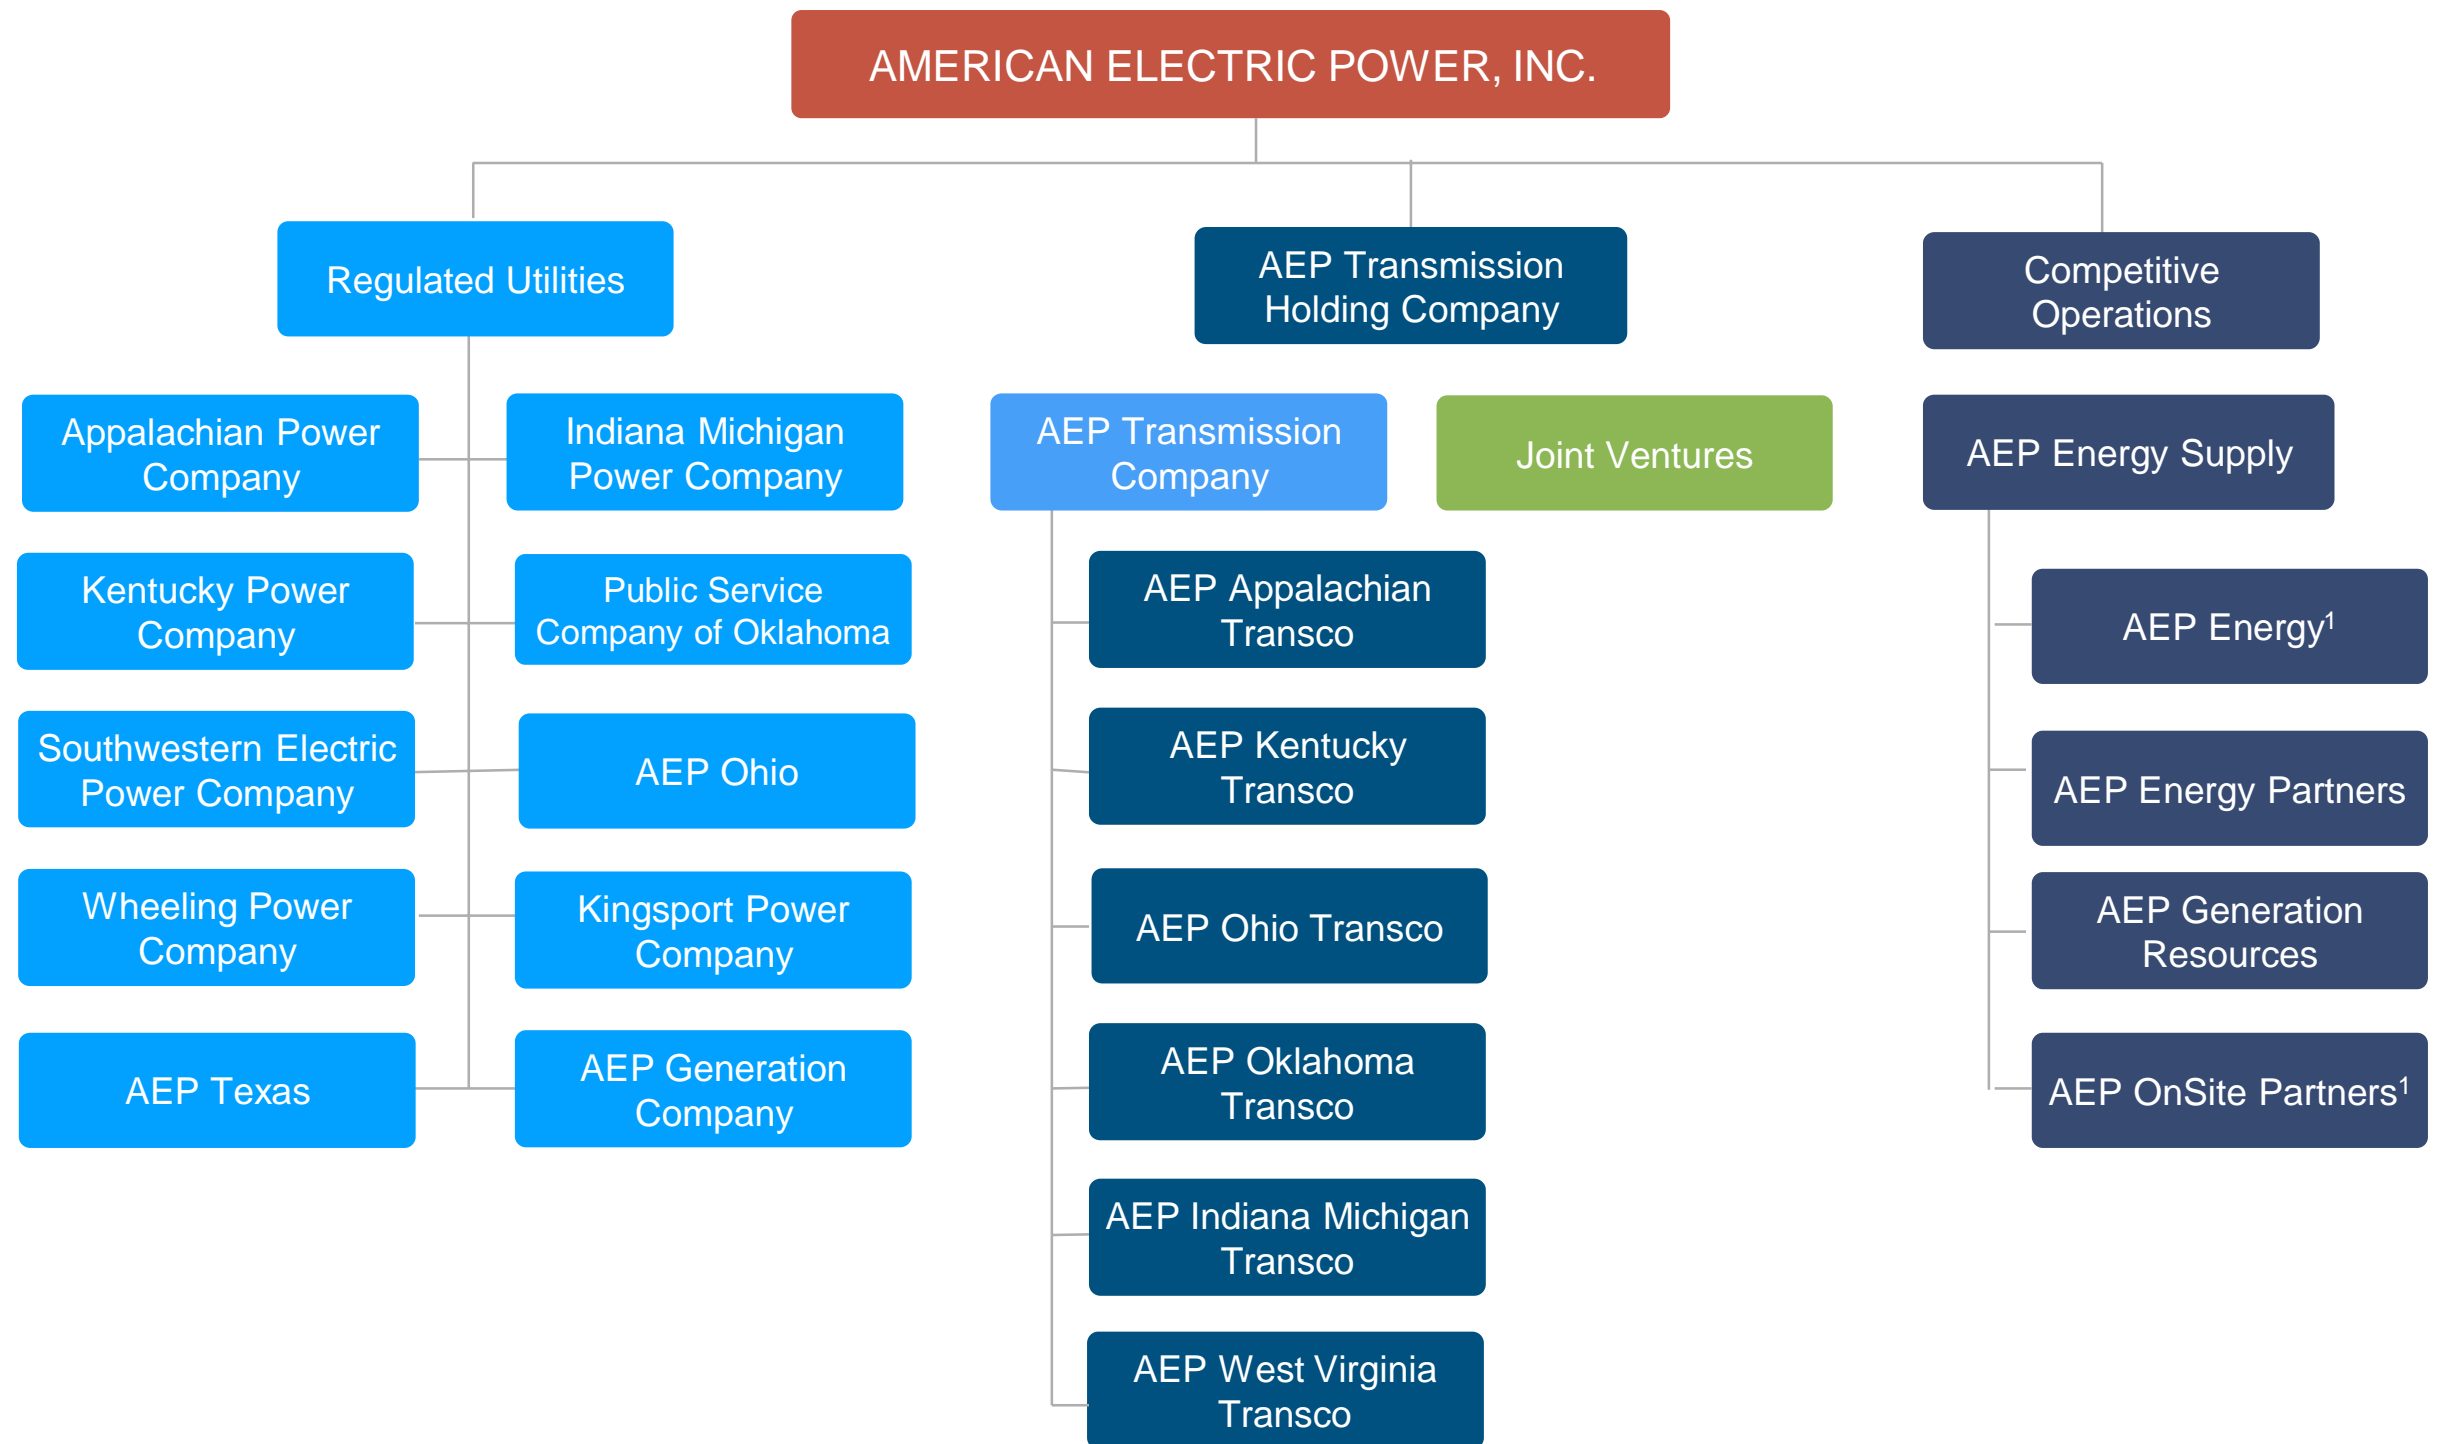 AMERICAN ELECTRIC POWER, INC.
Regulated Utilities
AEP Transmission
Holding Company
Competitive
Operations
Appalachian Power
Company
Indiana Michigan
Power Company
AEP Transmission
Company
Joint Ventures
AEP Energy Supply
Kentucky Power
Company
Public Service
Company of Oklahoma
AEP Appalachian
Transco
AEP Energy¹
Southwestern Electric
Power Company
AEP Ohio
AEP Kentucky
Transco
AEP Energy Partners
Wheeling Power
Company
Kingsport Power
Company
AEP Ohio Transco
AEP Generation
Resources
AEP Texas
AEP Generation
Company
AEP Oklahoma
Transco
AEP OnSite Partners¹
AEP Indiana Michigan
Transco
AEP West Virginia
Transco